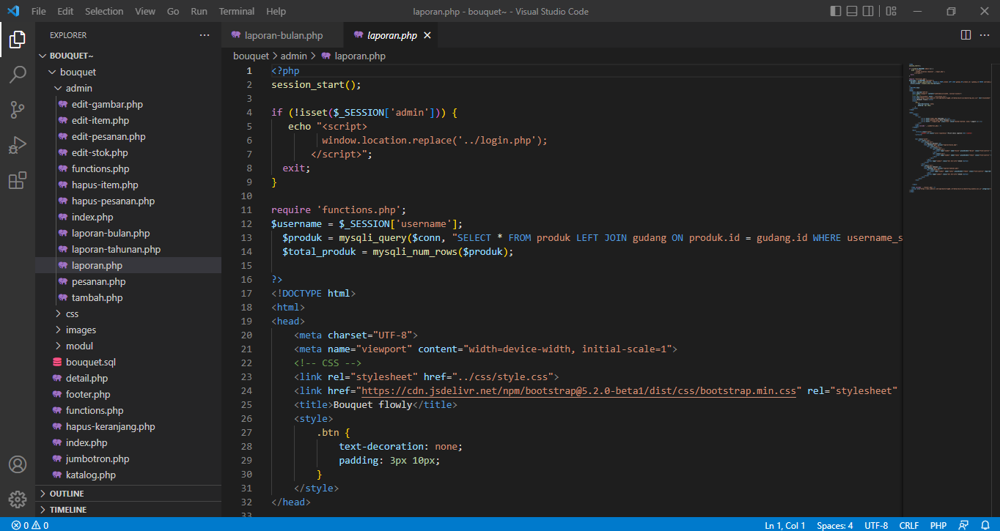 File Edit Selection View Go Run Terminal Help laporan.php - bouquet~ - Visual Studio Code
EXPLORER
BOUQUET~
bouquet
admin
edit-gambar.php
edit-item.php
edit-pesanan.php
edit-stok.php
functions.php
hapus-item.php
hapus-pesanan.php
index.php
laporan-bulan.php
laporan-tahunan.php
laporan.php
pesanan.php
tambah.php
css
images
modul
bouquet.sql
detail.php
footer.php
functions.php
hapus-keranjang.php
index.php
jumbotron.php
katalog.php
OUTLINE
TIMELINE
laporan-bulan.php laporan.php
bouquet > admin > laporan.php
1 <?php
2 session_start();
3
4 if (!isset($_SESSION['admin'])) {
5 echo "<script>
6 window.location.replace('../login.php');
7 </script>";
8 exit;
9 }
10
11 require 'functions.php';
12 $username = $_SESSION['username'];
13 $produk = mysqli_query($conn, "SELECT * FROM produk LEFT JOIN gudang ON produk.id = gudang.id WHERE username_s
14 $total_produk = mysqli_num_rows($produk);
15
16 ?>
17 <!DOCTYPE html>
18 <html>
19 <head>
20 <meta charset="UTF-8">
21 <meta name="viewport" content="width=device-width, initial-scale=1">
22 <!-- CSS -->
23 <link rel="stylesheet" href="../css/style.css">
24 <link href="https://cdn.jsdelivr.net/npm/bootstrap@5.2.0-beta1/dist/css/bootstrap.min.css" rel="stylesheet"
25 <title>Bouquet flowly</title>
26 <style>
27 .btn {
28 text-decoration: none;
29 padding: 3px 10px;
30 }
31 </style>
32 </head>
33
0 0 Ln 1, Col 1 Spaces: 4 UTF-8 CRLF PHP